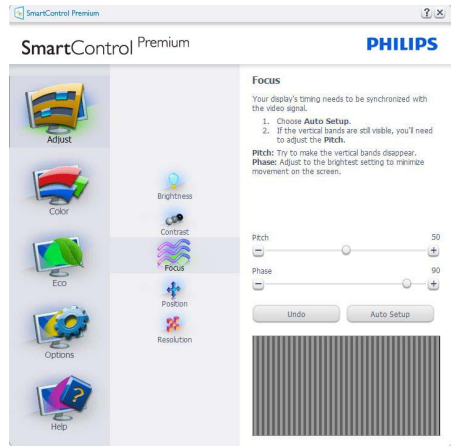 SmartControl Premium
SmartControl Premium
PHILIPS
Adjust
Color
Eco
Options
Help
Brightness
Contrast
Focus
Position
Resolution
Focus
Your display's timing needs to be synchronized with
the video signal.
1. Choose Auto Setup.
2. If the vertical bands are still visible, you'll need
to adjust the Pitch.
Pitch: Try to make the vertical bands disappear.
Phase: Adjust to the brightest setting to minimize
movement on the screen.
Pitch 50
Phase 90
Undo Auto Setup